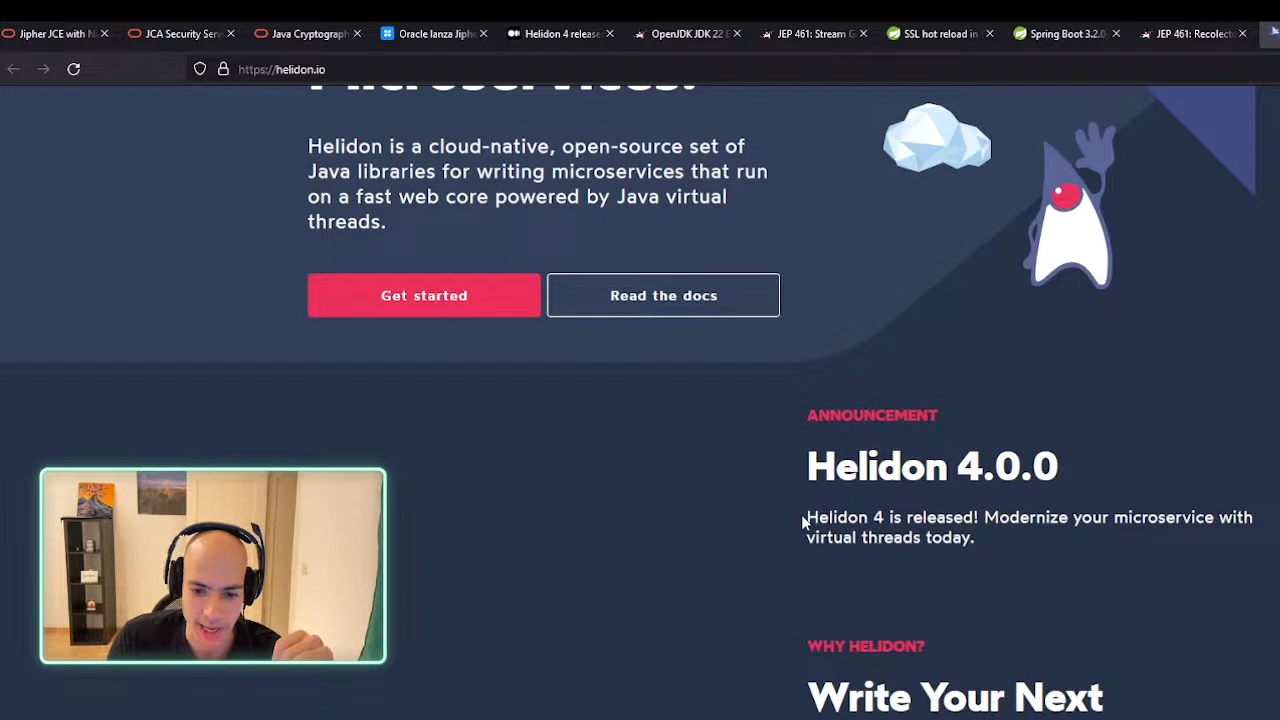 Jipher JCE with N
JCA Security Serv
Java Cryptograph
Oracle lanza Jiphe
Helidon 4 release
OpenJDK JDK 22 E
JEP 461: Stream G
SSL hot reload in
Spring Boot 3.2.0-
JEP 461: Recolect
https://helidon.io
Microservices.
Helidon is a cloud-native, open-source set of
Java libraries for writing microservices that run
on a fast web core powered by Java virtual
threads.
Get started
Read the docs
ANNOUNCEMENT
Helidon 4.0.0
Helidon 4 is released! Modernize your microservice with
virtual threads today.
WHY HELIDON?
Write Your Next